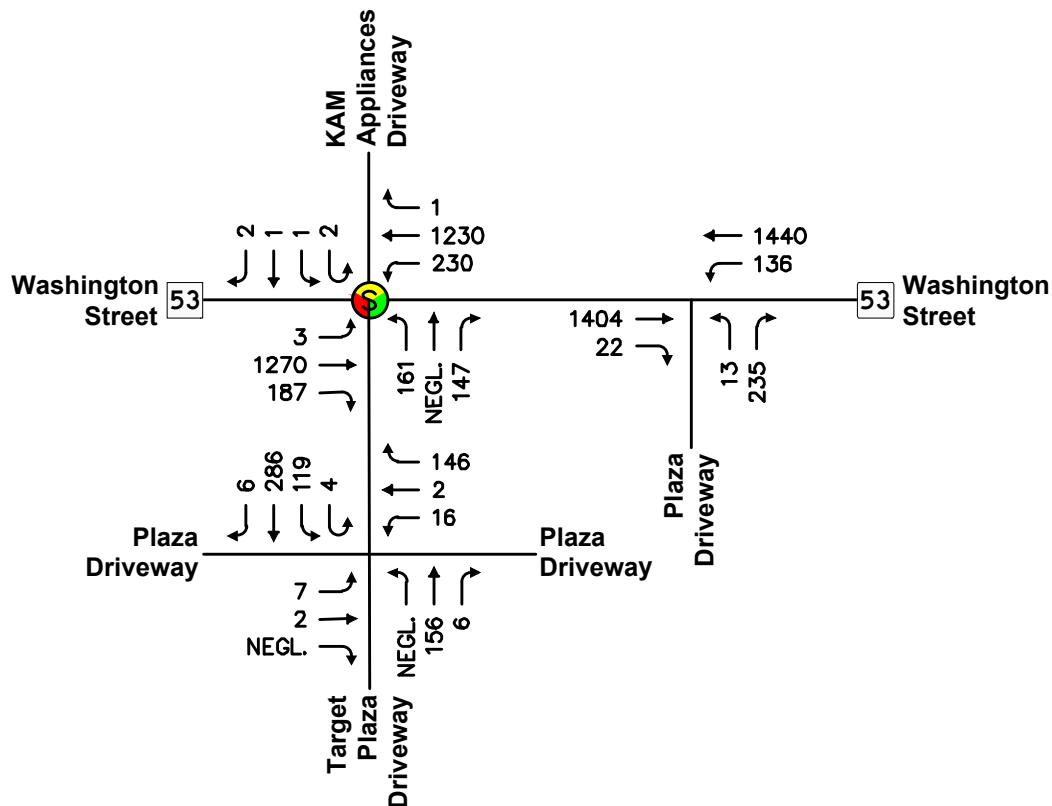 KAM
Appliances
Driveway
2
1
1
2
1
1230
230
1440
136
Washington
Street
53
S
53
Washington
Street
3
1270
187
161
NEGL.
147
1404
22
13
235
6
286
119
4
146
2
16
Plaza
Driveway
Plaza
Driveway
Plaza
Driveway
7
2
NEGL.
NEGL.
156
6
Target
Plaza
Driveway